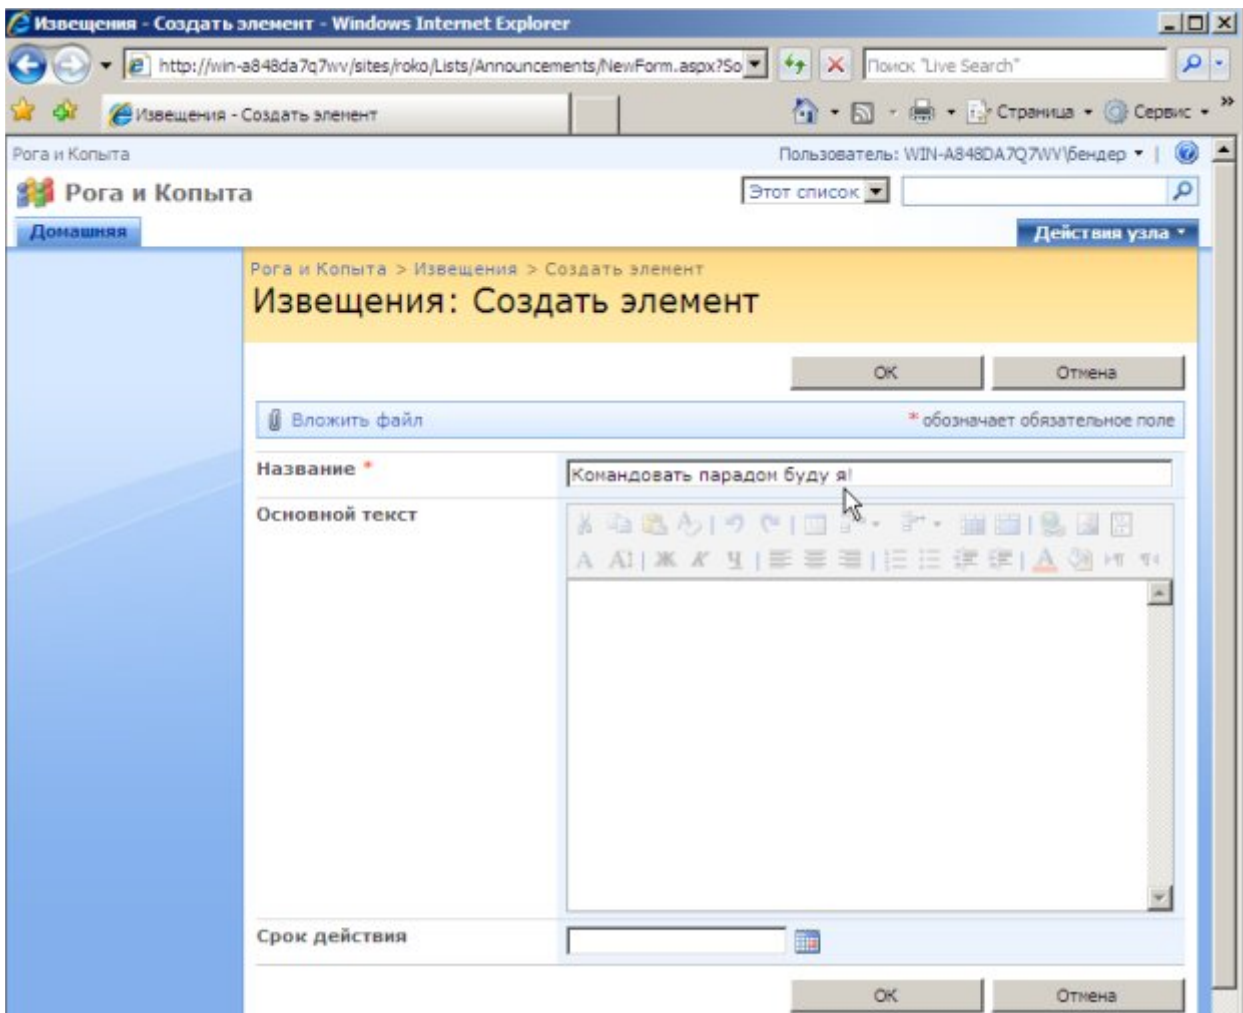 Извещения - Создать элемент - Windows Internet Explorer
http://win-a848da7q7wv/sites/roko/Lists/Announcements/NewForm.aspx?So
Поиск "Live Search"
Извещения - Создать элемент
Страница
Сервис
Рога и Копыта
Пользователь: WIN-A848DA7Q7WV\бендер
Рога и Копыта
Этот список
Домашняя
Действия узла
Рога и Копыта > Извещения > Создать элемент
Извещения: Создать элемент
ОК
Отмена
Вложить файл
* обозначает обязательное поле
Название *
Командовать парадом буду я!
Основной текст
А АI Ж К Ч А
Срок действия
ОК
Отмена